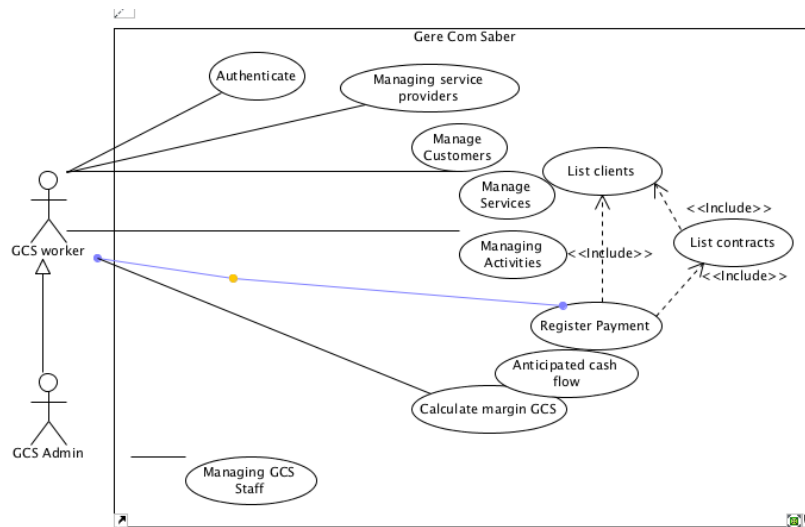 Gere Com Saber
Authenticate
Managing service
providers
Manage
Customers
List clients
Manage
Services
<<Include>>
GCS worker
Managing
Activities
<<Include>>
List contracts
<<Include>>
Register Payment
Anticipated cash
flow
Calculate margin GCS
GCS Admin
Managing GCS
Staff